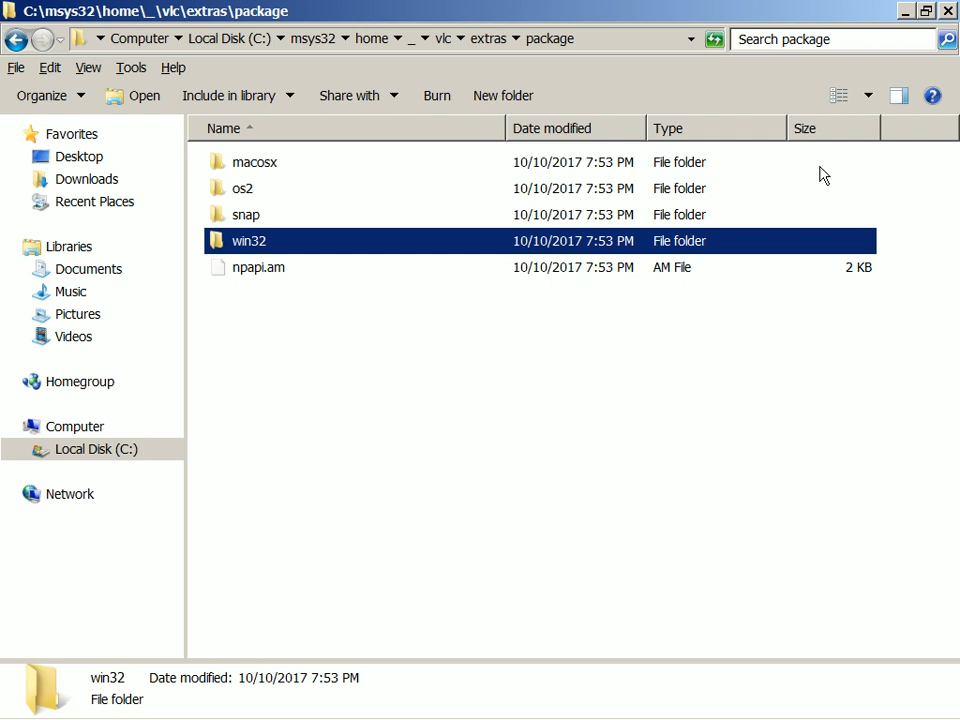 C:\msys32\home\_\vlc\extras\package
Computer Local Disk (C:) msys32 home _ vlc extras package Search package
File Edit View Tools Help
Organize Open Include in library Share with Burn New folder
Name Date modified Type Size
Favorites
Desktop
Downloads
Recent Places
Libraries
Documents
Music
Pictures
Videos
Homegroup
Computer
Local Disk (C:)
Network
macosx 10/10/2017 7:53 PM File folder
os2 10/10/2017 7:53 PM File folder
snap 10/10/2017 7:53 PM File folder
win32 10/10/2017 7:53 PM File folder
npapi.am 10/10/2017 7:53 PM AM File 2 KB
win32 Date modified: 10/10/2017 7:53 PM
File folder